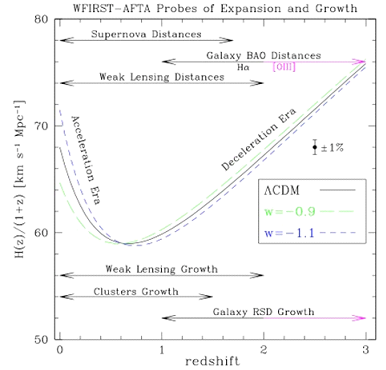 WFIRST-AFTA Probes of Expansion and Growth
80
Supernova Distances
Galaxy BAO Distances
Hα [OIII]
Weak Lensing Distances
Acceleration Era
Deceleration Era
70
±1%
H(z)/(1+z) [km s⁻¹ Mpc⁻¹]
ΛCDM
w=-0.9
w=-1.1
60
Weak Lensing Growth
Clusters Growth
Galaxy RSD Growth
50
0 1 2 3
redshift